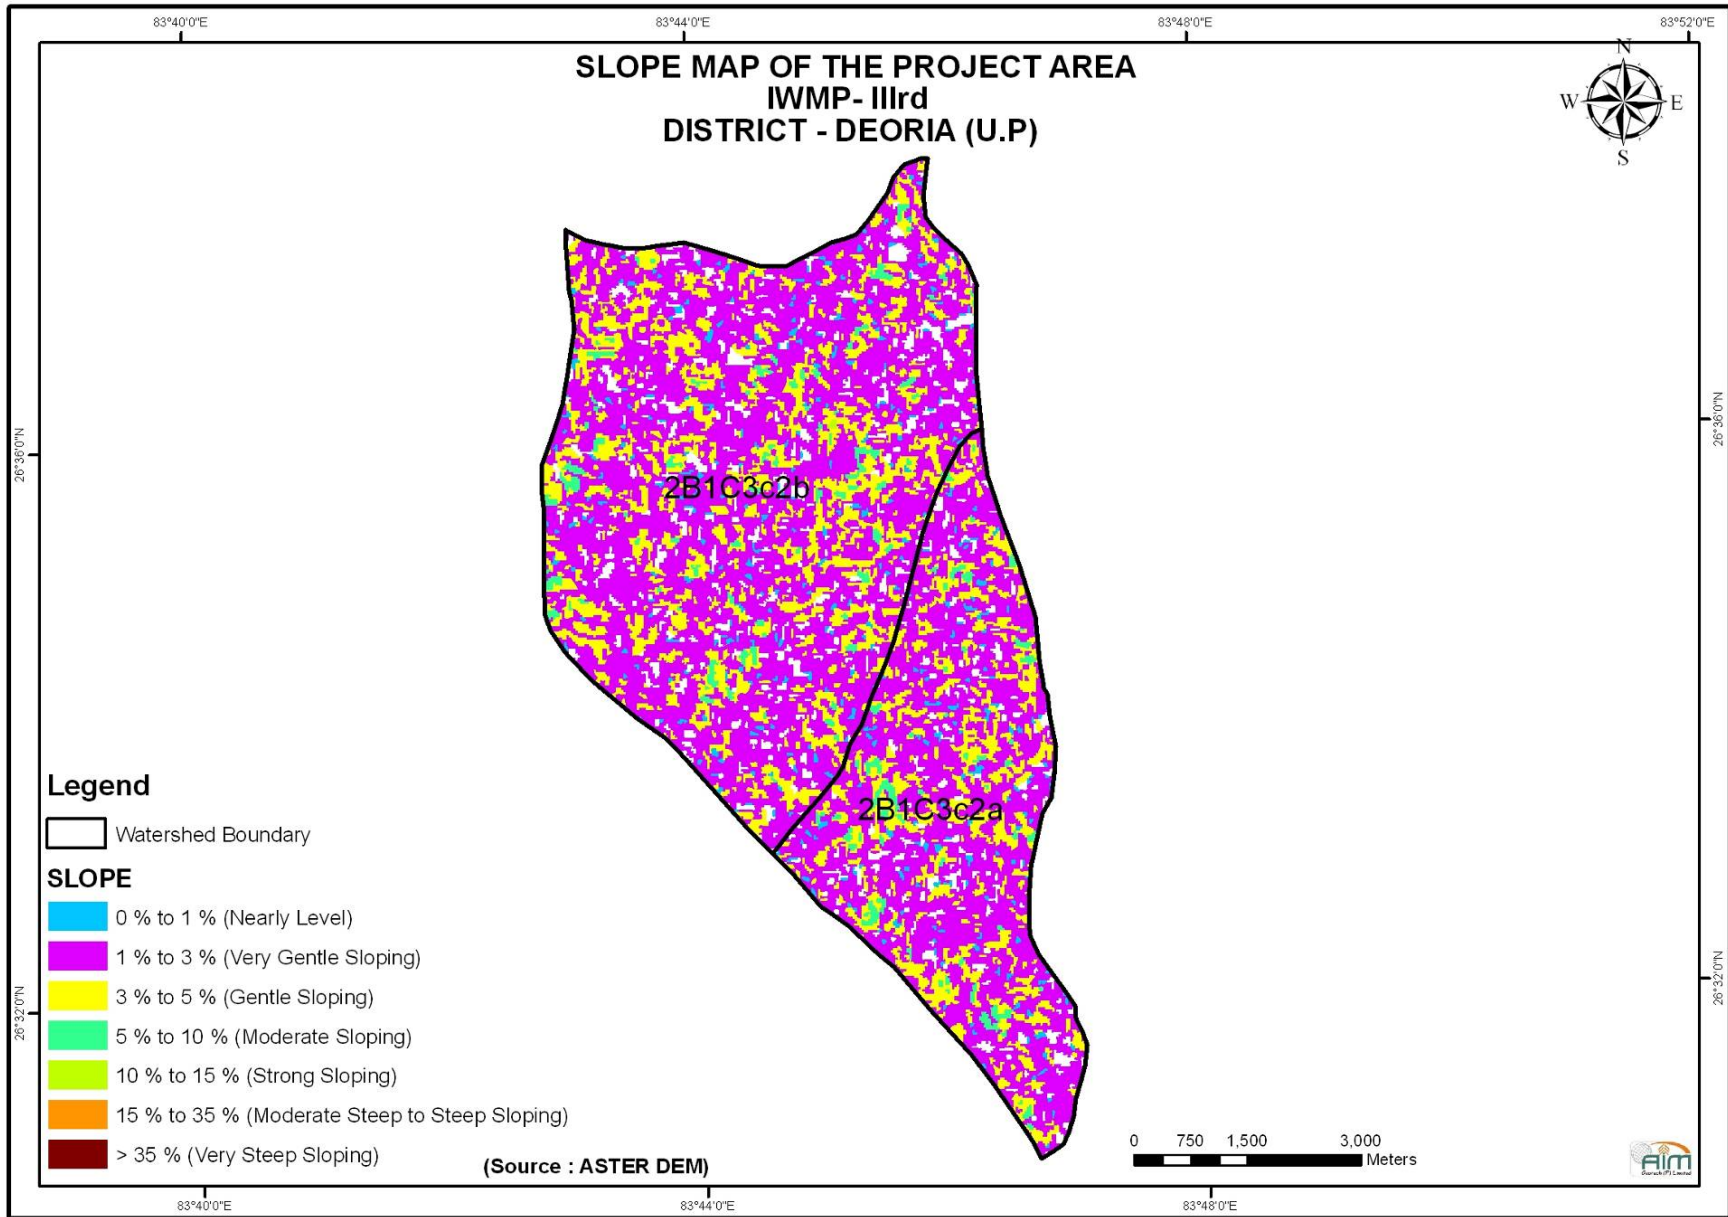 83°40'0"E 83°44'0"E 83°48'0"E 83°52'0"E
SLOPE MAP OF THE PROJECT AREA
IWMP- IIIrd
DISTRICT - DEORIA (U.P)
N
W E
S
26°36'0"N
26°36'0"N
2B1C3c2b
2B1C3c2a
Legend
Watershed Boundary
SLOPE
0 % to 1 % (Nearly Level)
1 % to 3 % (Very Gentle Sloping)
3 % to 5 % (Gentle Sloping)
5 % to 10 % (Moderate Sloping)
10 % to 15 % (Strong Sloping)
15 % to 35 % (Moderate Steep to Steep Sloping)
> 35 % (Very Steep Sloping)
26°32'0"N
26°32'0"N
(Source : ASTER DEM)
0 750 1,500 3,000
Meters
AIM
83°40'0"E 83°44'0"E 83°48'0"E